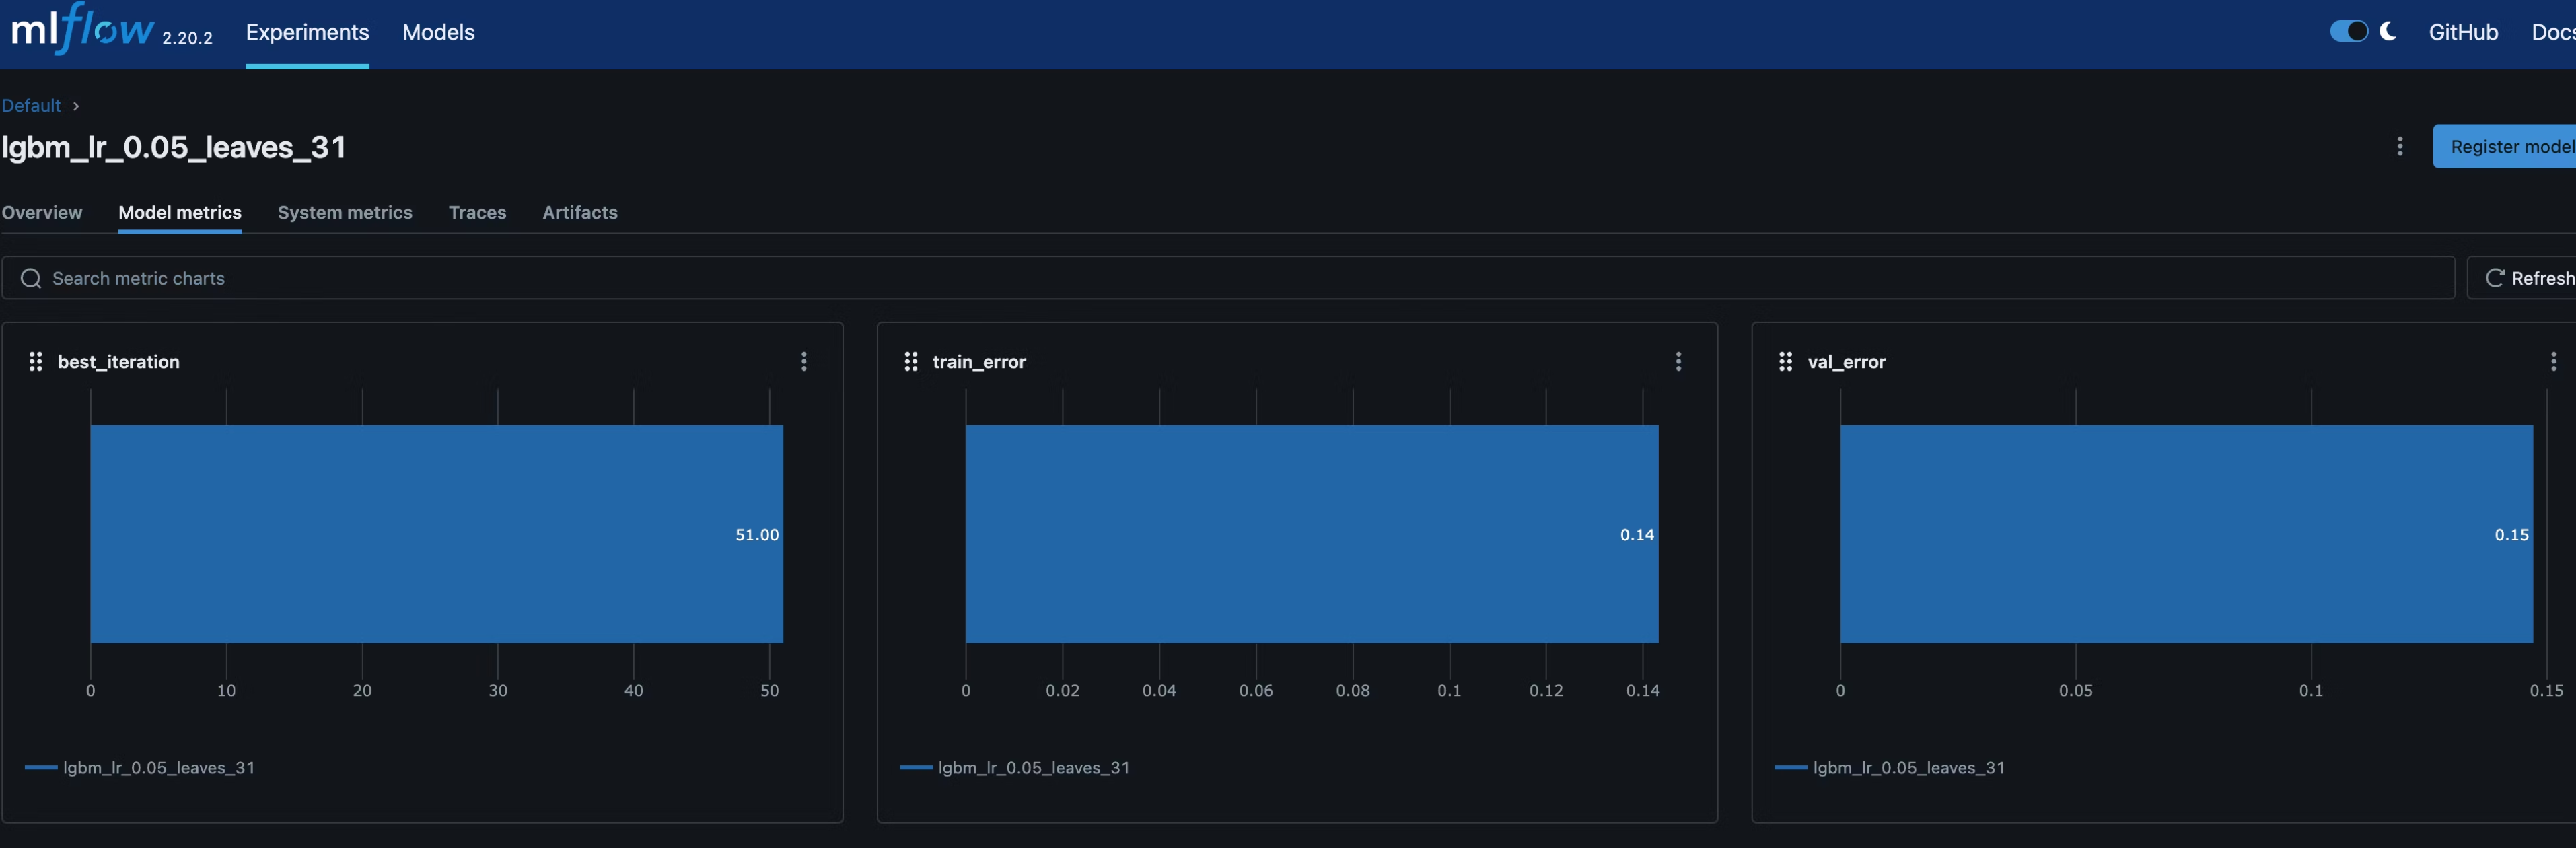 mlflow 2.20.2 Experiments Models GitHub Docs
Default
lgbm_lr_0.05_leaves_31
Register model
Overview Model metrics System metrics Traces Artifacts
Search metric charts Refresh
best_iteration
51.00
0 10 20 30 40 50
lgbm_lr_0.05_leaves_31
train_error
0.14
0 0.02 0.04 0.06 0.08 0.1 0.12 0.14
lgbm_lr_0.05_leaves_31
val_error
0.15
0 0.05 0.1 0.15
lgbm_lr_0.05_leaves_31